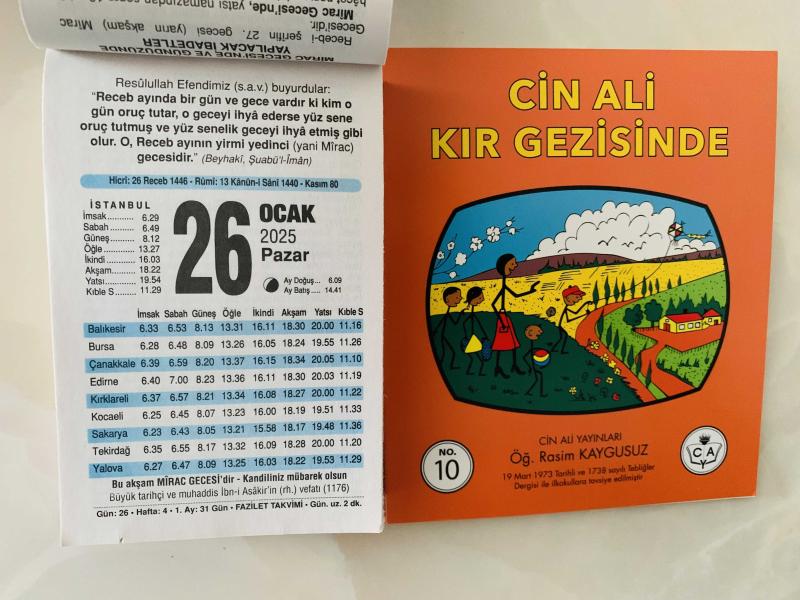 MİRAC GECESİ'NDE VE GÜNDÜZÜNDE
YAPILACAK İBADETLER
Receb-i şerifin 27. gecesi (yarın akşam) Mirac
Gecesi'dir.
Mirac Gecesi'nde, yatsı namazından sonra
Resûlullah Efendimiz (s.a.v.) buyurdular:
“Receb ayında bir gün ve gece vardır ki kim o
gün oruç tutar, o geceyi ihyâ ederse yüz sene
oruç tutmuş ve yüz senelik geceyi ihyâ etmiş gibi
olur. O, Receb ayının yirmi yedinci (yani Mîrac)
gecesidir.” (Beyhakî, Şuabü'l-Îmân)
Hicrî: 26 Receb 1446 - Rûmî: 13 Kânûn-i Sâni 1440 - Kasım 80
İSTANBUL
İmsak........... 6.29
Sabah.......... 6.49
Güneş.......... 8.12
Öğle............. 13.27
İkindi............ 16.03
Akşam.......... 18.22
Yatsı............. 19.54
Kıble S......... 11.29
26
OCAK
2025
Pazar
Ay Doğuş... 6.09
Ay Batış..... 14.41
İmsak Sabah Güneş Öğle İkindi Akşam Yatsı Kıble S
Balıkesir 6.33 6.53 8.13 13.31 16.11 18.30 20.00 11.16
Bursa 6.28 6.48 8.09 13.26 16.05 18.24 19.55 11.26
Çanakkale 6.39 6.59 8.20 13.37 16.15 18.34 20.05 11.10
Edirne 6.40 7.00 8.23 13.36 16.11 18.30 20.03 11.19
Kırklareli 6.37 6.57 8.21 13.34 16.08 18.27 20.00 11.22
Kocaeli 6.25 6.45 8.07 13.23 16.00 18.19 19.51 11.33
Sakarya 6.23 6.43 8.05 13.21 15.58 18.17 19.48 11.36
Tekirdağ 6.35 6.55 8.17 13.32 16.09 18.28 20.00 11.20
Yalova 6.27 6.47 8.09 13.25 16.03 18.22 19.53 11.29
Bu akşam MÎRAC GECESİ'dir - Kandiliniz mübarek olsun
Büyük tarihçi ve muhaddis İbn-i Asâkir'in (rh.) vefatı (1176)
Gün: 26 • Hafta: 4 • 1. Ay: 31 Gün • FAZİLET TAKVİMİ • Gün. uz. 2 dk.
CİN ALİ
KIR GEZİSİNDE
CİN ALİ YAYINLARI
Öğ. Rasim KAYGUSUZ
19 Mart 1973 Tarihli ve 1738 sayılı Tebliğler
Dergisi ile ilkokullara tavsiye edilmiştir
NO.
10
C A
Y